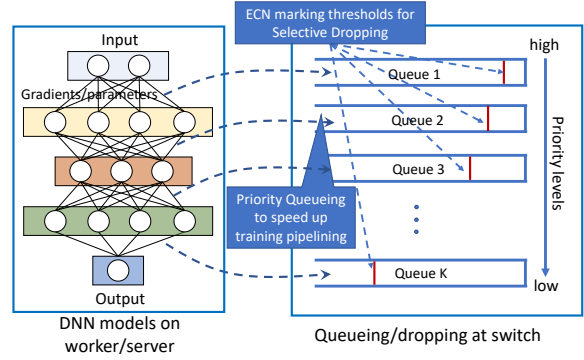 Input
Gradients/parameters
Output
DNN models on
worker/server
ECN marking thresholds for
Selective Dropping
high
Queue 1
Queue 2
Queue 3
Priority Queueing
to speed up
training pipelining
Queue K
Priority levels
low
Queueing/dropping at switch